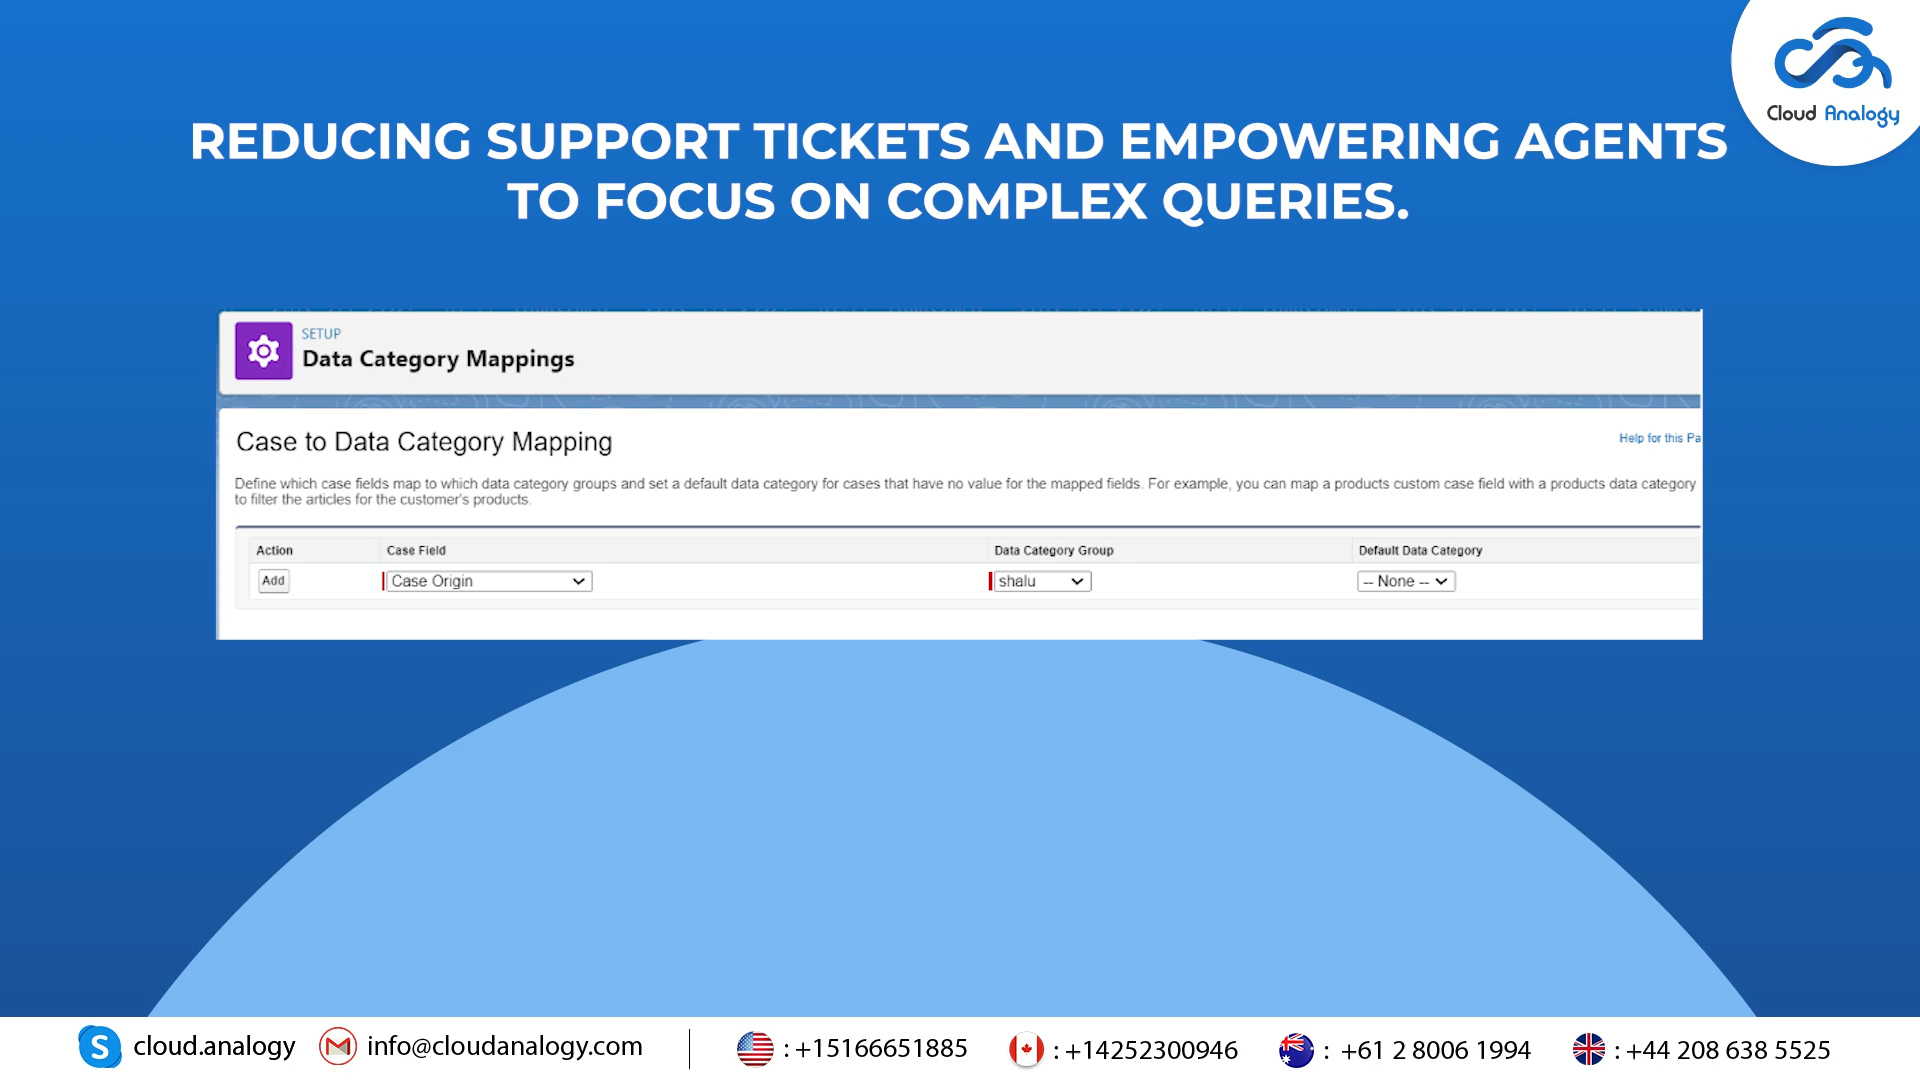 Cloud Analogy
REDUCING SUPPORT TICKETS AND EMPOWERING AGENTS
TO FOCUS ON COMPLEX QUERIES.
SETUP
Data Category Mappings
Case to Data Category Mapping
Help for this Pa
Define which case fields map to which data category groups and set a default data category for cases that have no value for the mapped fields. For example, you can map a products custom case field with a products data category
to filter the articles for the customer's products.
Action Case Field Data Category Group Default Data Category
Add Case Origin shalu -- None --
cloud.analogy info@cloudanalogy.com : +15166651885 : +14252300946 : +61 2 8006 1994 : +44 208 638 5525